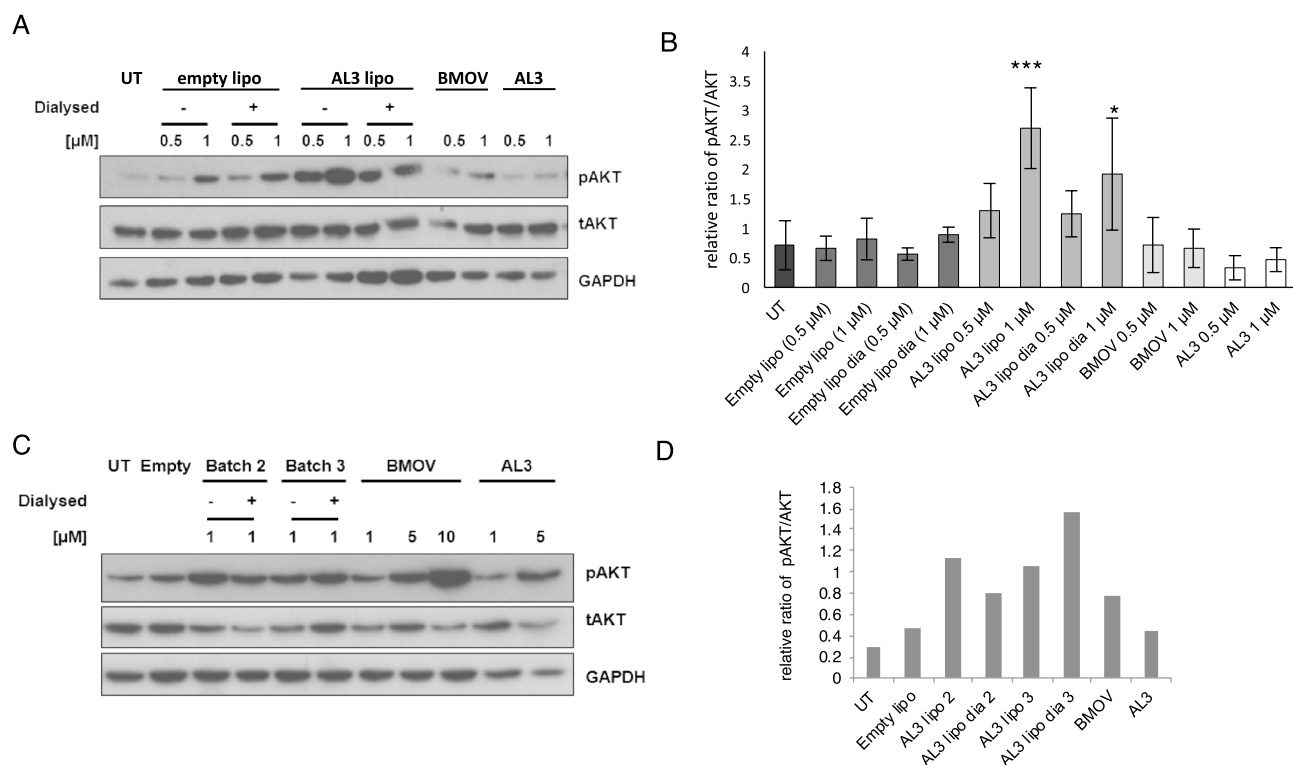 A
UT empty lipo AL3 lipo BMOV AL3
Dialysed - + - +
[µM] 0.5 1 0.5 1 0.5 1 0.5 1 0.5 1 0.5 1
pAKT
tAKT
GAPDH
B
relative ratio of pAKT/AKT
4
3.5
3
2.5
2
1.5
1
0.5
0
***
*
UT
Empty lipo (0.5 µM)
Empty lipo (1 µM)
Empty lipo dia (0.5 µM)
Empty lipo dia (1 µM)
AL3 lipo 0.5 µM
AL3 lipo 1 µM
AL3 lipo dia 0.5 µM
AL3 lipo dia 1 µM
BMOV 0.5 µM
BMOV 1 µM
AL3 0.5 µM
AL3 1 µM
C
UT Empty Batch 2 Batch 3 BMOV AL3
Dialysed - + - +
[µM] 1 1 1 1 1 5 10 1 5
pAKT
tAKT
GAPDH
D
relative ratio of pAKT/AKT
1.8
1.6
1.4
1.2
1
0.8
0.6
0.4
0.2
0
UT
Empty lipo
AL3 lipo 2
AL3 lipo dia 2
AL3 lipo 3
AL3 lipo dia 3
BMOV
AL3